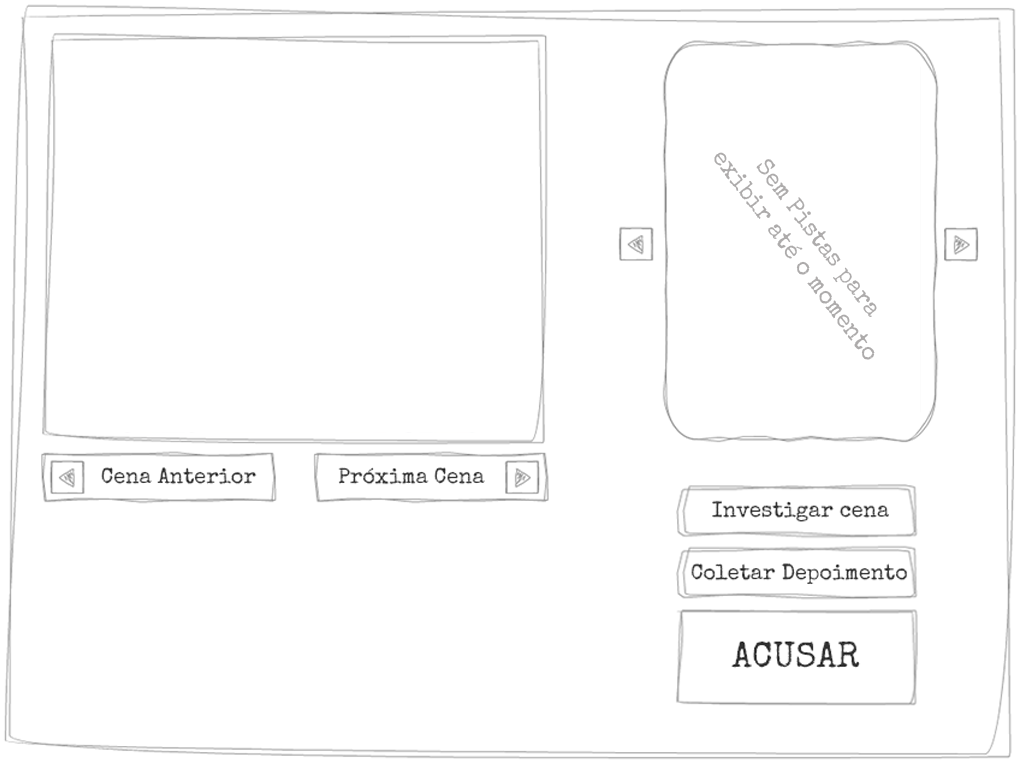 Sem Pistas para
exibir até o momento
Cena Anterior
Próxima Cena
Investigar cena
Coletar Depoimento
ACUSAR